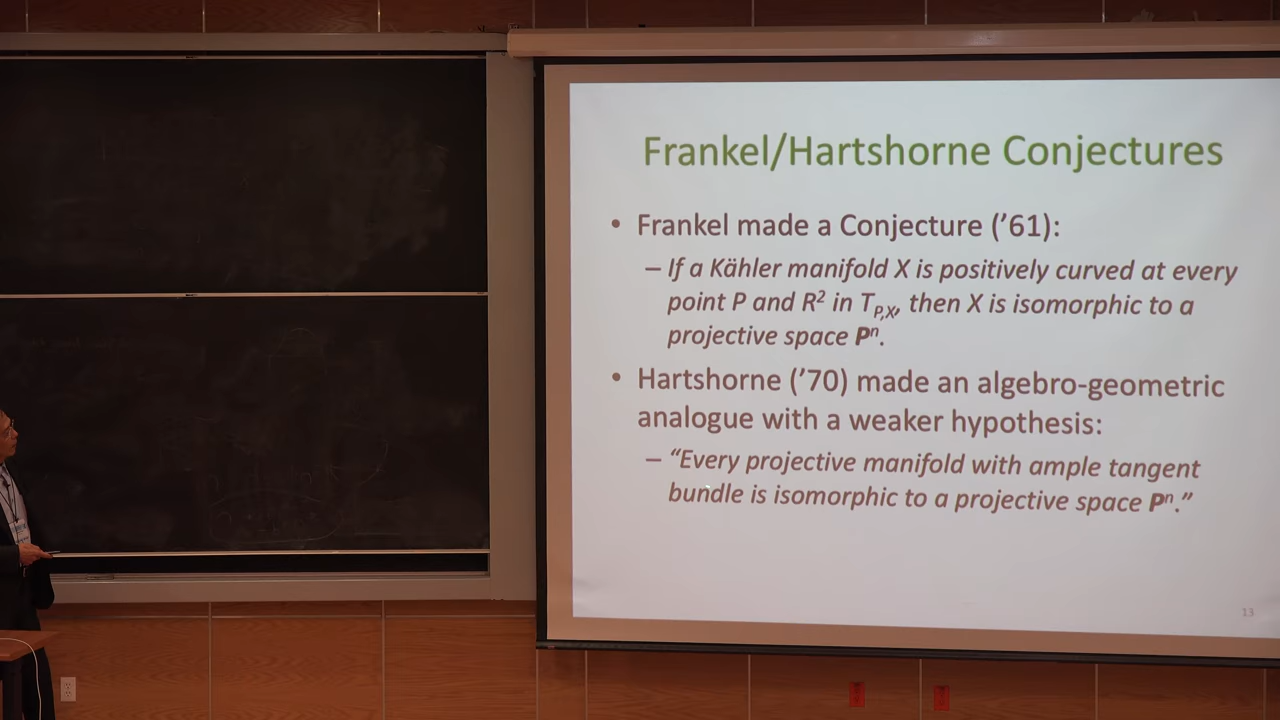 Frankel/Hartshorne Conjectures
• Frankel made a Conjecture (’61):
– If a Kähler manifold X is positively curved at every
point P and R² in T_P,X, then X is isomorphic to a
projective space Pⁿ.
• Hartshorne (’70) made an algebro-geometric
analogue with a weaker hypothesis:
– “Every projective manifold with ample tangent
bundle is isomorphic to a projective space Pⁿ.”
13